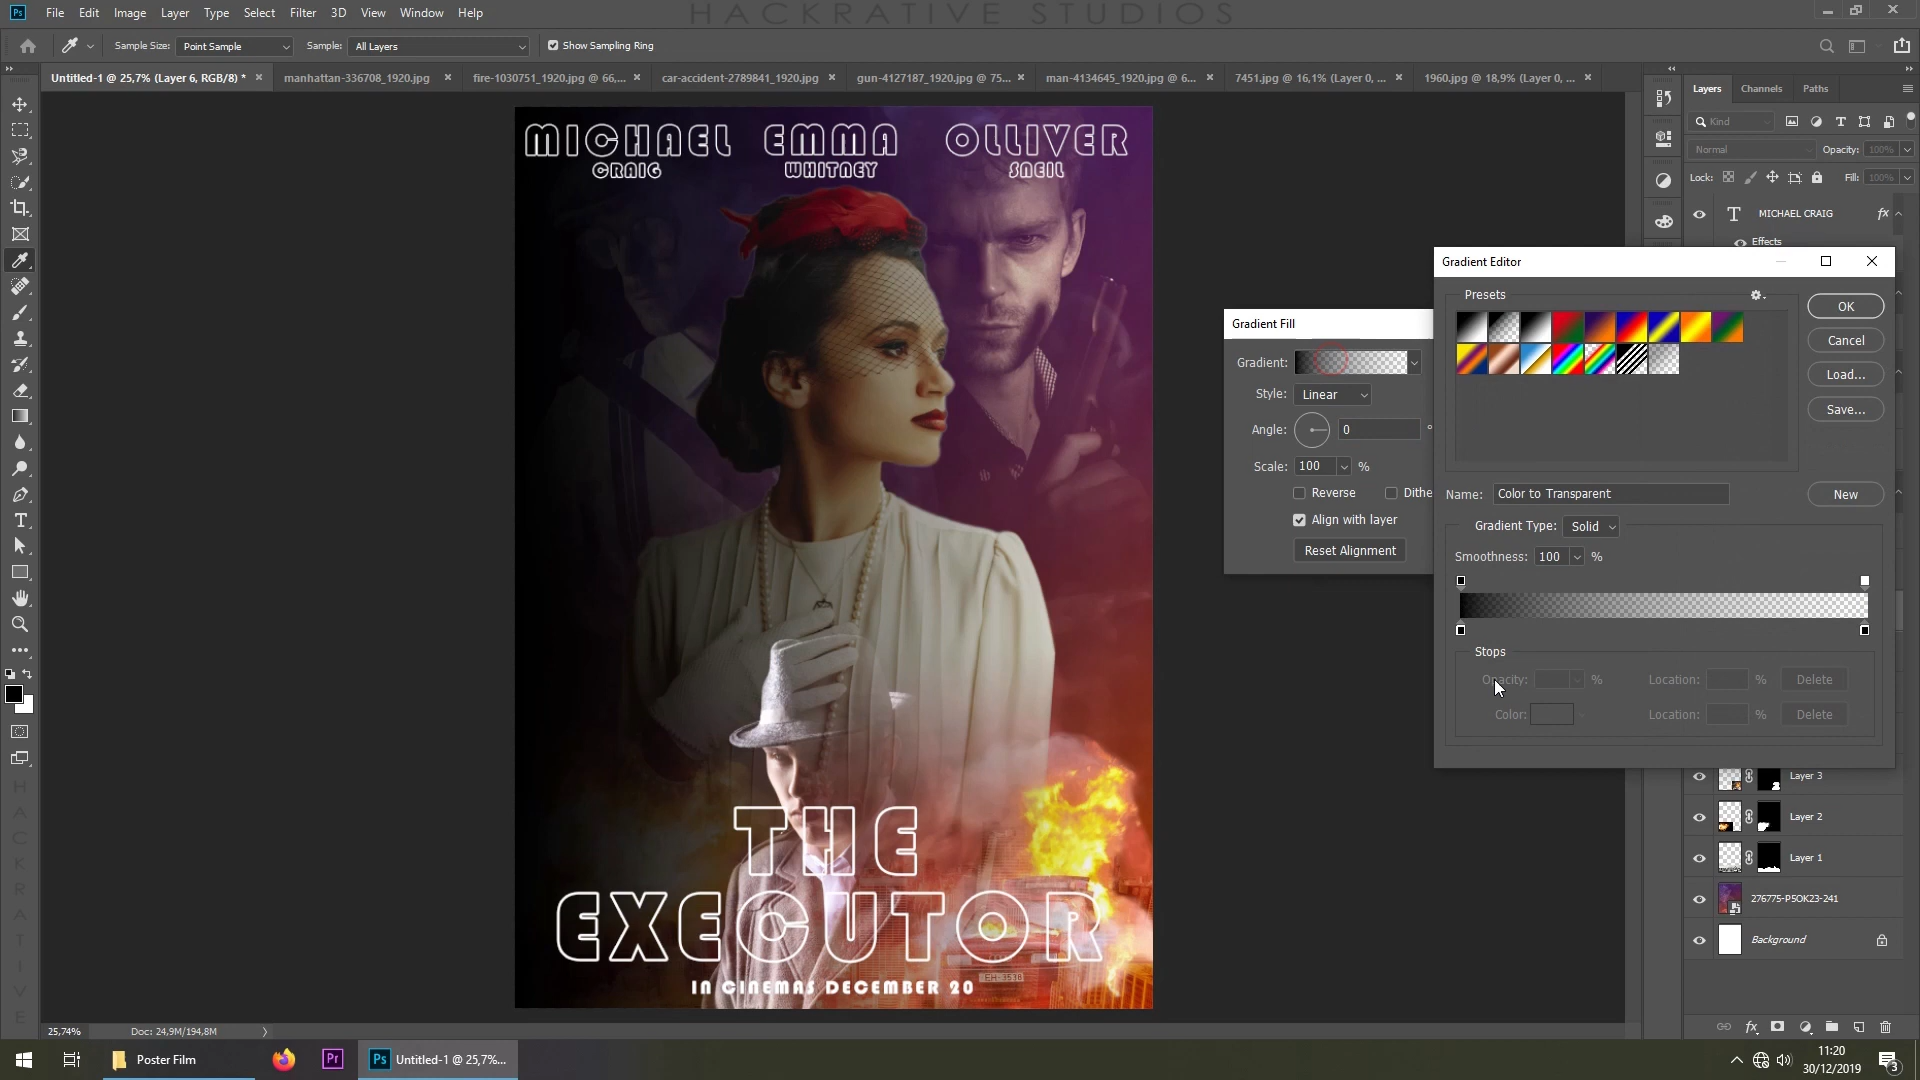 Ps File Edit Image Layer Type Select Filter 3D View Window Help
HACKRATIVE STUDIOS
Sample Size: Point Sample Sample: All Layers Show Sampling Ring
Untitled-1 @ 25,7% (Layer 6, RGB/8) * × manhattan-336708_1920.jpg × fire-1030751_1920.jpg @ 66,... × car-accident-2789841_1920.jpg × gun-4127187_1920.jpg @ 75... × man-4134645_1920.jpg @ 6... × 7451.jpg @ 16,1% (Layer 0, ... × 1960.jpg @ 18,9% (Layer 0, ... ×
Layers Channels Paths
Kind
Normal Opacity: 100%
Lock: Fill: 100%
T MICHAEL CRAIG fx
Effects
MICHAEL EMMA OLLIVER
CRAIG WHITNEY SNEIL
Gradient Editor
Presets
OK
Cancel
Load...
Save...
Name: Color to Transparent New
Gradient Type: Solid
Smoothness: 100 %
Stops
Opacity: % Location: % Delete
Color: Location: % Delete
Gradient Fill
Gradient:
Style: Linear
Angle: 0 °
Scale: 100 %
Reverse Dithe
Align with layer
Reset Alignment
THE
EXECUTOR
EH-3538
IN CINEMAS DECEMBER 20
Layer 3
Layer 2
Layer 1
276775-P5OK23-241
Background
HACKRATIVE
25,74% Doc: 24,9M/194,8M
Poster Film Pr Ps Untitled-1 @ 25,7%...
11:20
30/12/2019
3